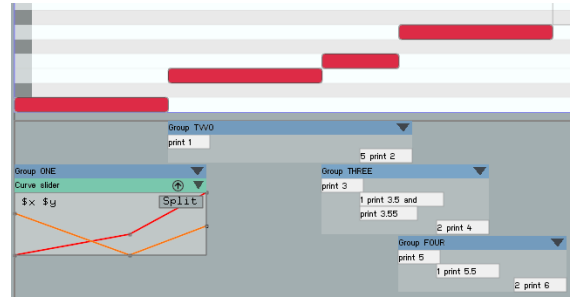 Group TWO
print 1
5 print 2
Group ONE
Group THREE
Curve slider
print 3
$x $y
Split
1 print 3.5 and
print 3.55
2 print 4
Group FOUR
print 5
1 print 5.5
2 print 6